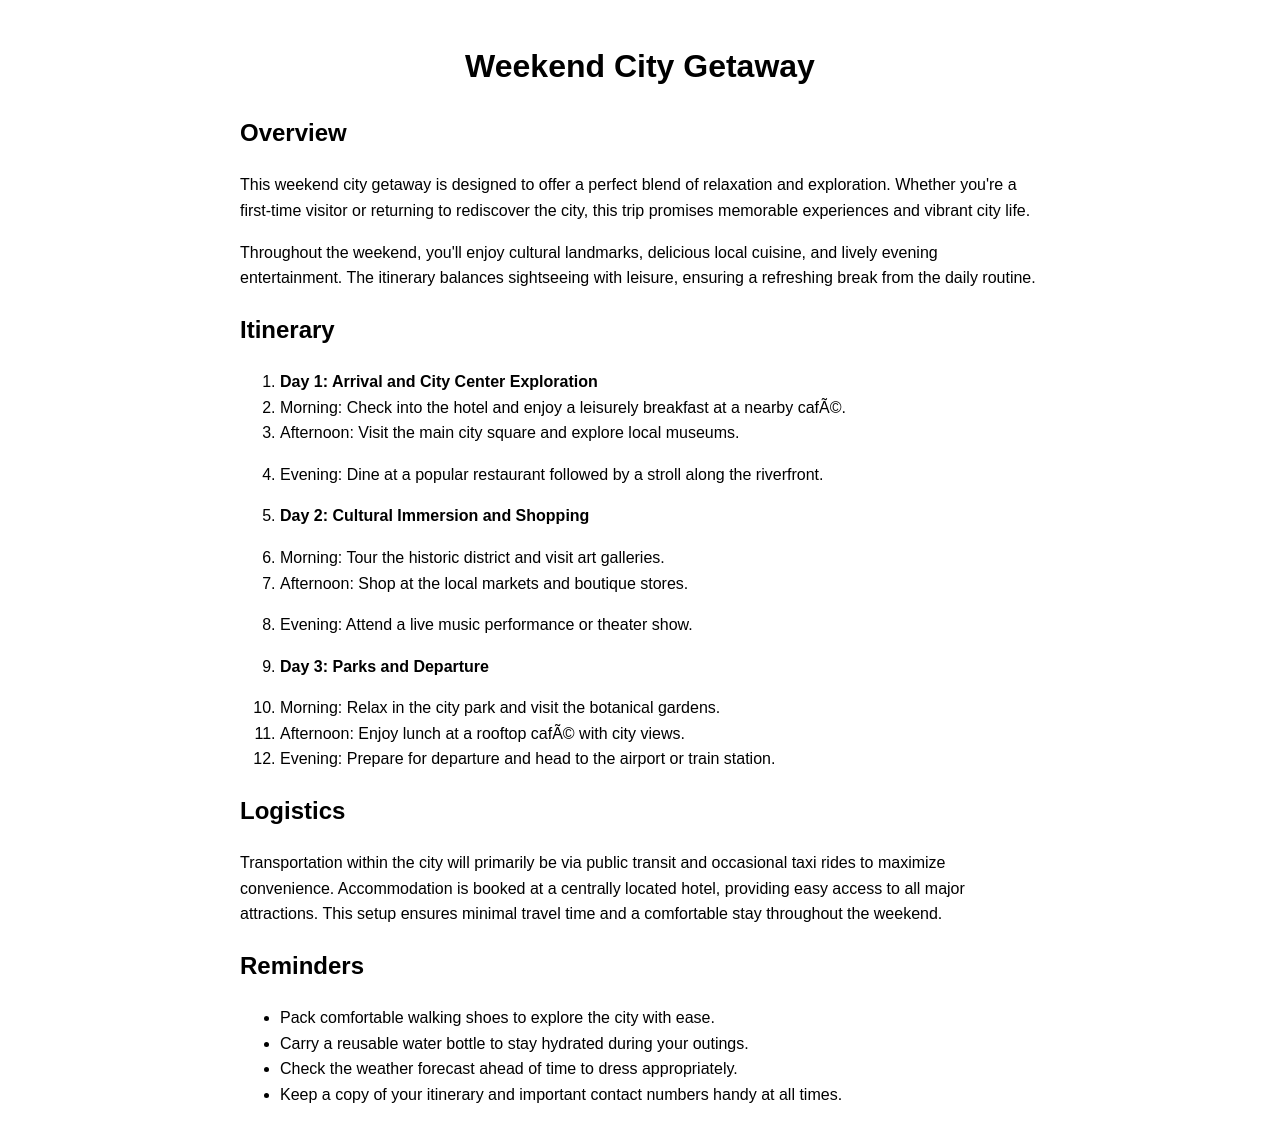 Weekend City Getaway
Overview
This weekend city getaway is designed to offer a perfect blend of relaxation and exploration. Whether you're a
first-time visitor or returning to rediscover the city, this trip promises memorable experiences and vibrant city life.
Throughout the weekend, you'll enjoy cultural landmarks, delicious local cuisine, and lively evening
entertainment. The itinerary balances sightseeing with leisure, ensuring a refreshing break from the daily routine.
Itinerary
1. Day 1: Arrival and City Center Exploration
2. Morning: Check into the hotel and enjoy a leisurely breakfast at a nearby cafÃ©.
3. Afternoon: Visit the main city square and explore local museums.
4. Evening: Dine at a popular restaurant followed by a stroll along the riverfront.
5. Day 2: Cultural Immersion and Shopping
6. Morning: Tour the historic district and visit art galleries.
7. Afternoon: Shop at the local markets and boutique stores.
8. Evening: Attend a live music performance or theater show.
9. Day 3: Parks and Departure
10. Morning: Relax in the city park and visit the botanical gardens.
11. Afternoon: Enjoy lunch at a rooftop cafÃ© with city views.
12. Evening: Prepare for departure and head to the airport or train station.
Logistics
Transportation within the city will primarily be via public transit and occasional taxi rides to maximize
convenience. Accommodation is booked at a centrally located hotel, providing easy access to all major
attractions. This setup ensures minimal travel time and a comfortable stay throughout the weekend.
Reminders
• Pack comfortable walking shoes to explore the city with ease.
• Carry a reusable water bottle to stay hydrated during your outings.
• Check the weather forecast ahead of time to dress appropriately.
• Keep a copy of your itinerary and important contact numbers handy at all times.